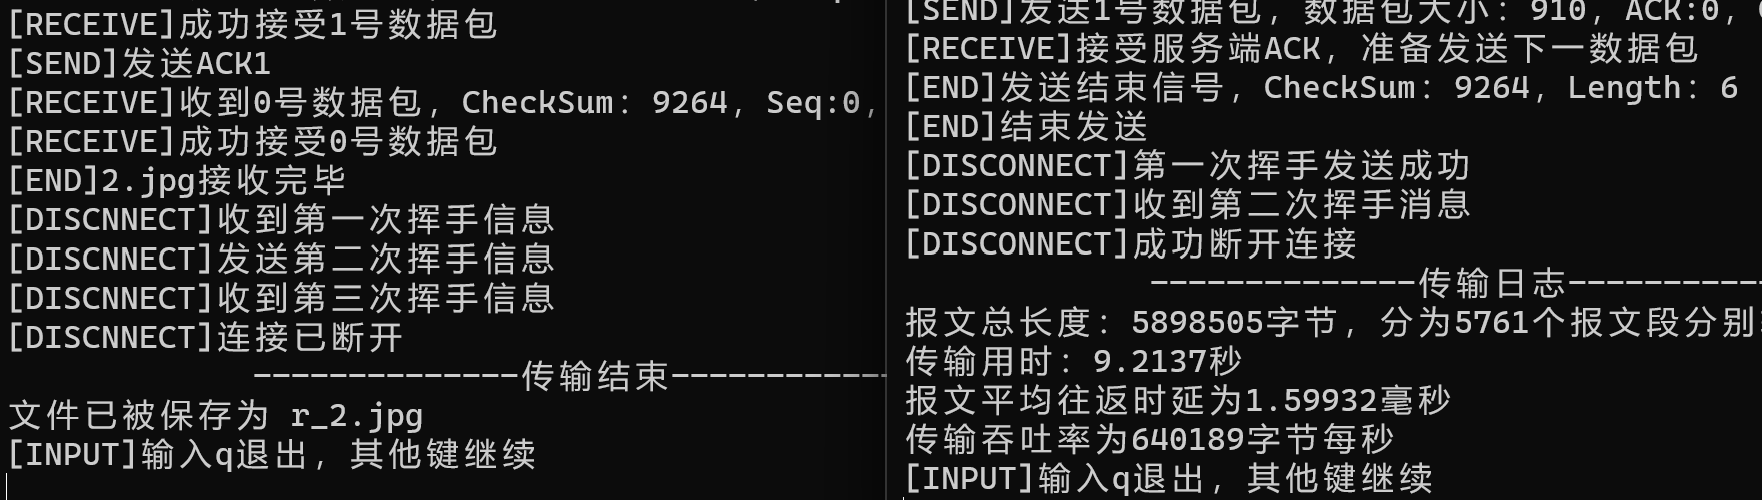 [RECEIVE]成功接受1号数据包
[SEND]发送ACK1
[RECEIVE]收到0号数据包, CheckSum: 9264, Seq:0,
[RECEIVE]成功接受0号数据包
[END]2.jpg接收完毕
[DISCNNECT]收到第一次挥手信息
[DISCNNECT]发送第二次挥手信息
[DISCNNECT]收到第三次挥手信息
[DISCNNECT]连接已断开
--------------传输结束------------
文件已被保存为 r_2.jpg
[INPUT]输入q退出, 其他键继续
[SEND]发送1号数据包, 数据包大小: 910, ACK:0,
[RECEIVE]接受服务端ACK, 准备发送下一数据包
[END]发送结束信号, CheckSum: 9264, Length: 6
[END]结束发送
[DISCONNECT]第一次挥手发送成功
[DISCONNECT]收到第二次挥手消息
[DISCONNECT]成功断开连接
--------------传输日志-----------
报文总长度: 5898505字节, 分为5761个报文段分别
传输用时: 9.2137秒
报文平均往返时延为1.59932毫秒
传输吞吐率为640189字节每秒
[INPUT]输入q退出, 其他键继续